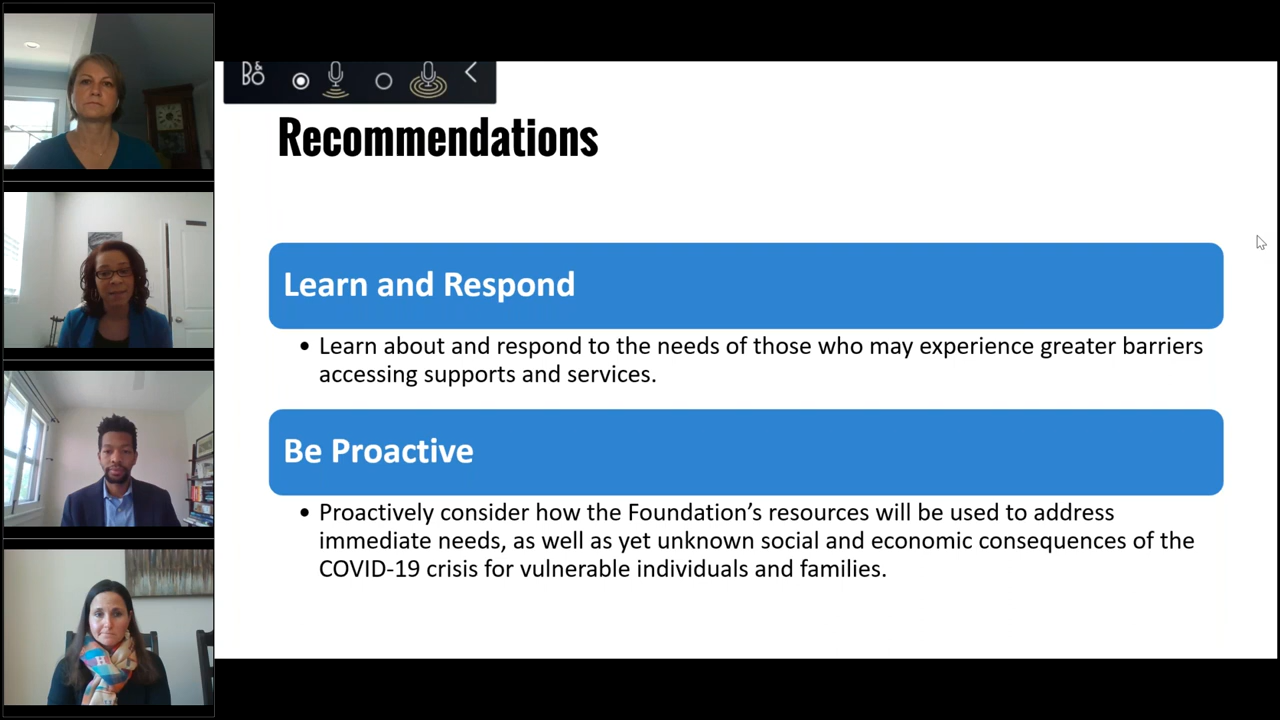 B&O
Recommendations
Learn and Respond
• Learn about and respond to the needs of those who may experience greater barriers
accessing supports and services.
Be Proactive
• Proactively consider how the Foundation’s resources will be used to address
immediate needs, as well as yet unknown social and economic consequences of the
COVID-19 crisis for vulnerable individuals and families.